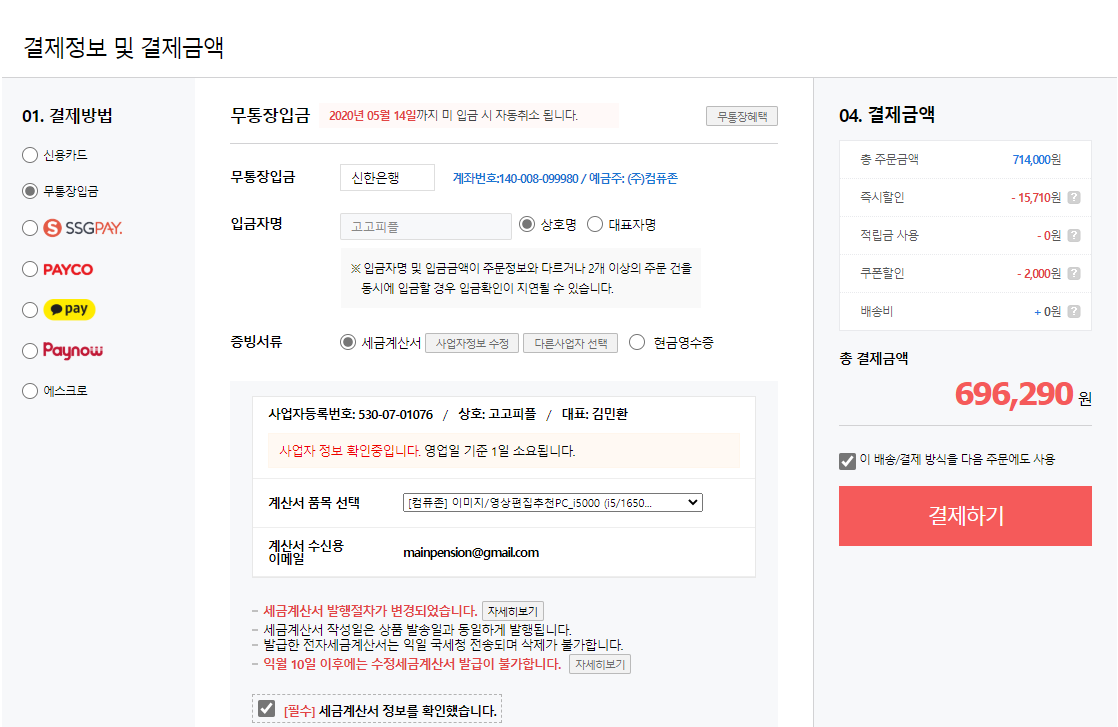 결제정보 및 결제금액
01. 결제방법
신용카드
무통장입금
SSGPAY.
PAYCO
pay
Paynow
에스크로
무통장입금 2020년 05월 14일까지 미 입금 시 자동취소 됩니다. 무통장혜택
무통장입금 신한은행 계좌번호:140-008-099980 / 예금주: (주)컴퓨존
입금자명 고고피플 상호명 대표자명
※ 입금자명 및 입금금액이 주문정보와 다르거나 2개 이상의 주문 건을
동시에 입금할 경우 입금확인이 지연될 수 있습니다.
증빙서류 세금계산서 사업자정보 수정 다른사업자 선택 현금영수증
사업자등록번호: 530-07-01076 / 상호: 고고피플 / 대표: 김민환
사업자 정보 확인중입니다. 영업일 기준 1일 소요됩니다.
계산서 품목 선택 [컴퓨존] 이미지/영상편집추천PC_i5000 (i5/1650...
계산서 수신용
이메일
mainpension@gmail.com
- 세금계산서 발행절차가 변경되었습니다. 자세히보기
- 세금계산서 작성일은 상품 발송일과 동일하게 발행됩니다.
- 발급한 전자세금계산서는 익일 국세청 전송되며 삭제가 불가합니다.
- 익월 10일 이후에는 수정세금계산서 발급이 불가합니다. 자세히보기
[필수] 세금계산서 정보를 확인했습니다.
04. 결제금액
총 주문금액 714,000원
즉시할인 - 15,710원 ?
적립금 사용 - 0원 ?
쿠폰할인 - 2,000원 ?
배송비 + 0원 ?
총 결제금액
696,290 원
이 배송/결제 방식을 다음 주문에도 사용
결제하기